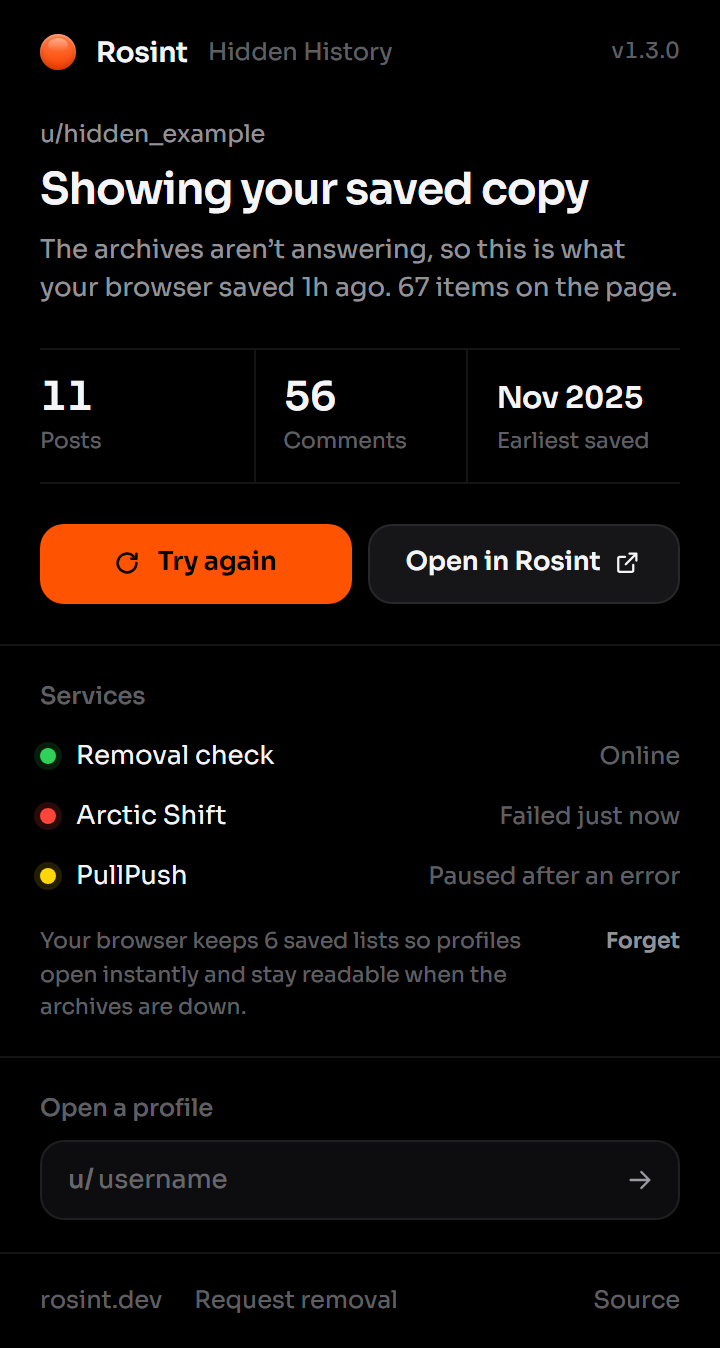 Rosint Hidden History v1.3.0
u/hidden_example
Showing your saved copy
The archives aren’t answering, so this is what
your browser saved 1h ago. 67 items on the page.
11 56 Nov 2025
Posts Comments Earliest saved
Try again Open in Rosint
Services
Removal check Online
Arctic Shift Failed just now
PullPush Paused after an error
Your browser keeps 6 saved lists so profiles Forget
open instantly and stay readable when the
archives are down.
Open a profile
u/ username
rosint.dev Request removal Source